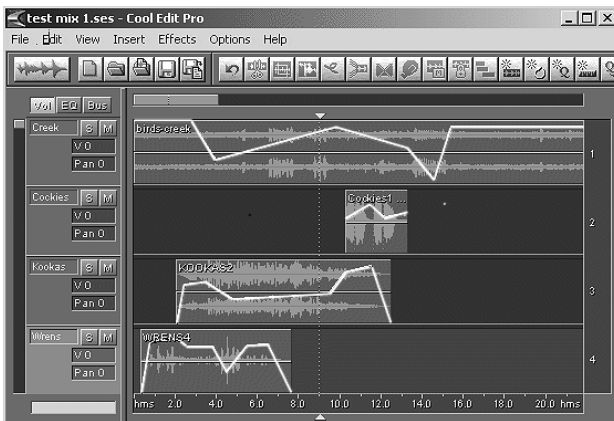 test mix 1.ses - Cool Edit Pro
File Edit View Insert Effects Options Help
Vol EQ Bus
Creek S M
V 0
Pan 0
birds-creek
1
Cockies S M
V 0
Pan 0
Cockies1 ...
2
Kookas S M
V 0
Pan 0
KOOKAS2
3
Wrens S M
V 0
Pan 0
WRENS4
4
hms 2.0 4.0 6.0 8.0 10.0 12.0 14.0 16.0 18.0 20.0 hms